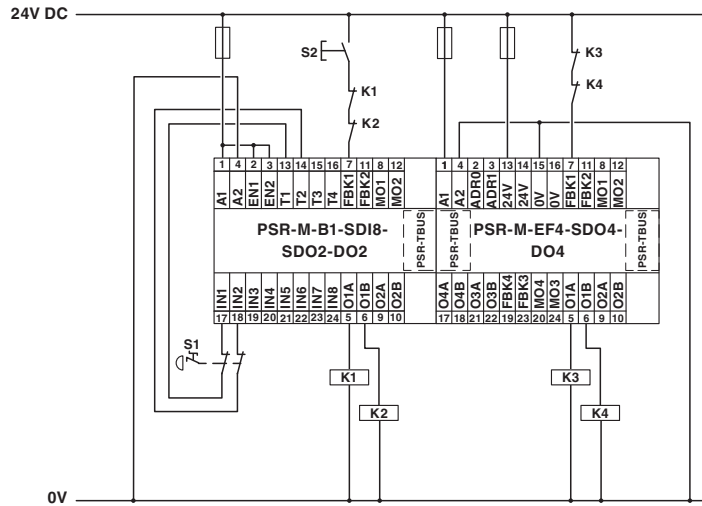 24V DC
S2
K1
K2
K3
K4
1 4 2 3 13 14 15 16 7 11 8 12
A1 A2 EN1 EN2 T1 T2 T3 T4 FBK1 FBK2 MO1 MO2
PSR-M-B1-SDI8-
SDO2-DO2
PSR-TBUS
IN1 IN2 IN3 IN4 IN5 IN6 IN7 IN8 O1A O1B O2A O2B
17 18 19 20 21 22 23 24 5 6 9 10
1 4 2 3 13 14 15 16 7 11 8 12
A1 A2 ADR0 ADR1 24V 24V 0V 0V FBK1 FBK2 MO1 MO2
PSR-TBUS
PSR-M-EF4-SDO4-
DO4
PSR-TBUS
O4A O4B O3A O3B FBK4 FBK3 MO4 MO3 O1A O1B O2A O2B
17 18 21 22 19 23 20 24 5 6 9 10
S1
K1
K2
K3
K4
0V